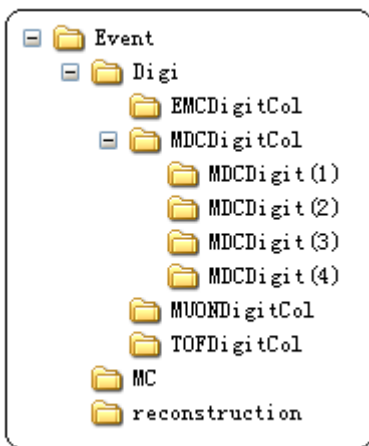 Event
Digi
EMCDigitCol
MDCDigitCol
MDCDigit(1)
MDCDigit(2)
MDCDigit(3)
MDCDigit(4)
MUONDigitCol
TOFDigitCol
MC
reconstruction